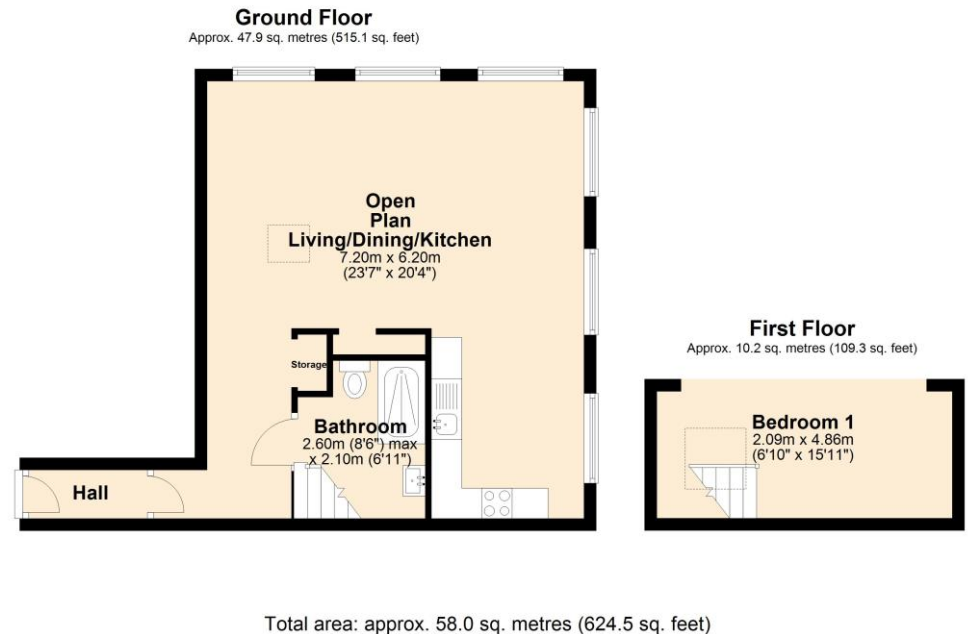 Ground Floor
Approx. 47.9 sq. metres (515.1 sq. feet)
Open
Plan
Living/Dining/Kitchen
7.20m x 6.20m
(23'7" x 20'4")
Storage
Bathroom
2.60m (8'6") max
x 2.10m (6'11")
Hall
First Floor
Approx. 10.2 sq. metres (109.3 sq. feet)
Bedroom 1
2.09m x 4.86m
(6'10" x 15'11")
Total area: approx. 58.0 sq. metres (624.5 sq. feet)